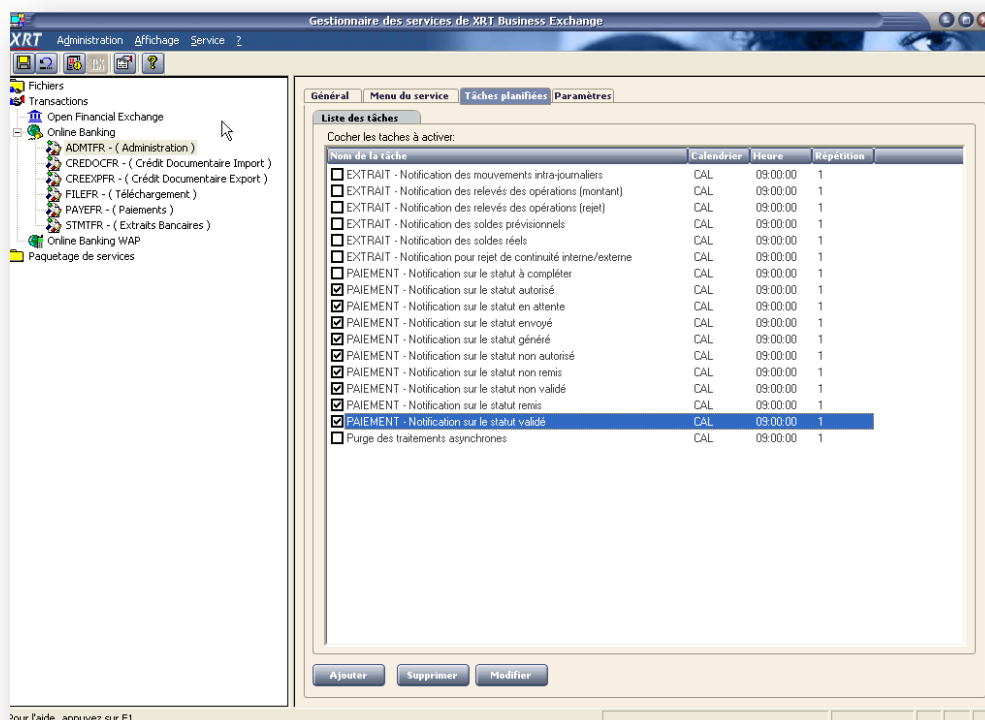 Gestionnaire des services de XRT Business Exchange
XRT Administration Affichage Service ?
Fichiers
Transactions
Open Financial Exchange
Online Banking
ADMTFR - ( Administration )
CREDOCFR - ( Crédit Documentaire Import )
CREEXPFR - ( Crédit Documentaire Export )
FILEFR - ( Téléchargement )
PAYEFR - ( Paiements )
STMTFR - ( Extraits Bancaires )
Online Banking WAP
Paquetage de services
Général Menu du service Tâches planifiées Paramètres
Liste des tâches
Cocher les taches à activer:
Nom de la tâche Calendrier Heure Répétition
EXTRAIT - Notification des mouvements intra-journaliers CAL 09:00:00 1
EXTRAIT - Notification des relevés des opérations (montant) CAL 09:00:00 1
EXTRAIT - Notification des relevés des opérations (rejet) CAL 09:00:00 1
EXTRAIT - Notification des soldes prévisionnels CAL 09:00:00 1
EXTRAIT - Notification des soldes réels CAL 09:00:00 1
EXTRAIT - Notification pour rejet de continuité interne/externe CAL 09:00:00 1
PAIEMENT - Notification sur le statut à compléter CAL 09:00:00 1
PAIEMENT - Notification sur le statut autorisé CAL 09:00:00 1
PAIEMENT - Notification sur le statut en attente CAL 09:00:00 1
PAIEMENT - Notification sur le statut envoyé CAL 09:00:00 1
PAIEMENT - Notification sur le statut généré CAL 09:00:00 1
PAIEMENT - Notification sur le statut non autorisé CAL 09:00:00 1
PAIEMENT - Notification sur le statut non remis CAL 09:00:00 1
PAIEMENT - Notification sur le statut non validé CAL 09:00:00 1
PAIEMENT - Notification sur le statut remis CAL 09:00:00 1
PAIEMENT - Notification sur le statut validé CAL 09:00:00 1
Purge des traitements asynchrones CAL 09:00:00 1
Ajouter Supprimer Modifier
Pour l'aide, appuyez sur F1